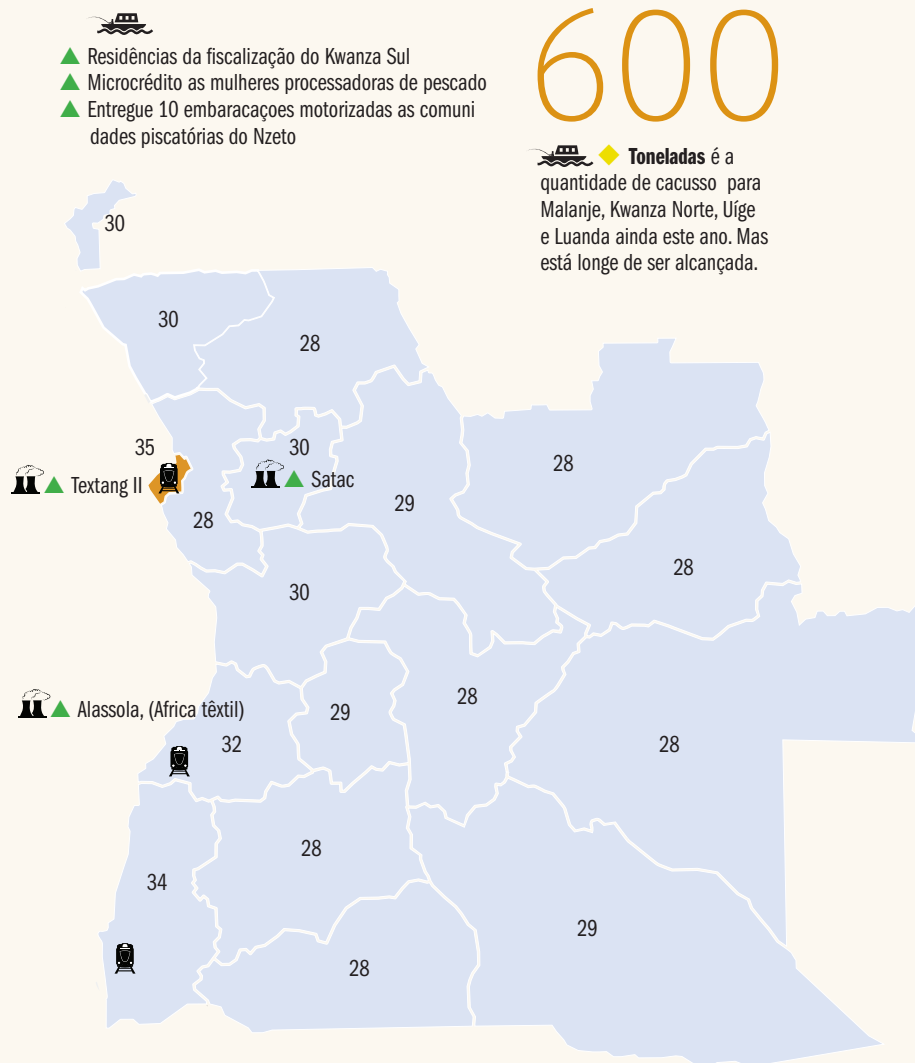 Residências da fiscalização do Kwanza Sul
Microcrédito as mulheres processadoras de pescado
Entregue 10 embaracaçoes motorizadas as comuni
dades piscatórias do Nzeto
600
Toneladas é a
quantidade de cacusso para
Malanje, Kwanza Norte, Uíge
e Luanda ainda este ano. Mas
está longe de ser alcançada.
30
30
28
35
30
28
Textang II
Satac
29
28
28
30
28
Alassola, (Africa têxtil)
29
32
28
28
34
29
28